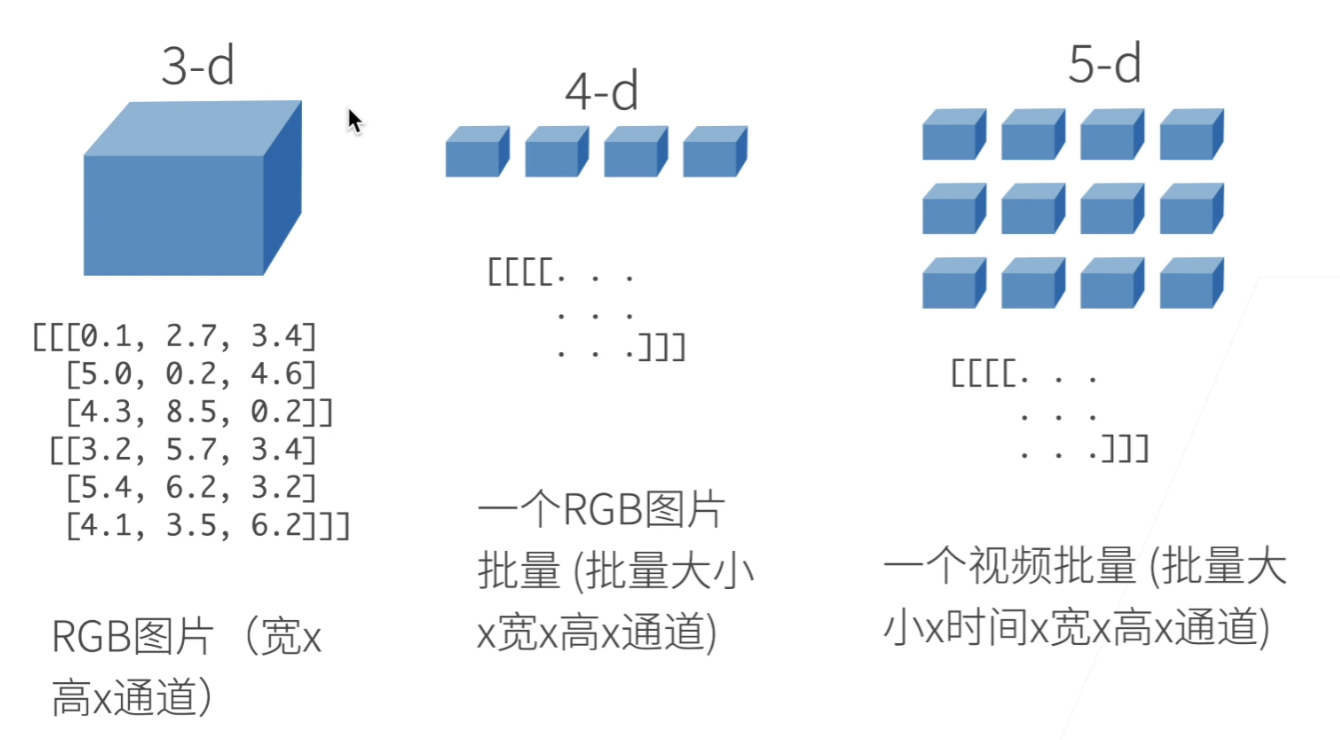 3-d
[[[0.1, 2.7, 3.4]
[5.0, 0.2, 4.6]
[4.3, 8.5, 0.2]]
[[3.2, 5.7, 3.4]
[5.4, 6.2, 3.2]
[4.1, 3.5, 6.2]]]
RGB图片（宽x
高x通道）
4-d
[[[[. . .
. . .
. . .]]]
一个RGB图片
批量 (批量大小
x宽x高x通道)
5-d
[[[[. . .
. . .
. . .]]]
一个视频批量 (批量大
小x时间x宽x高x通道)